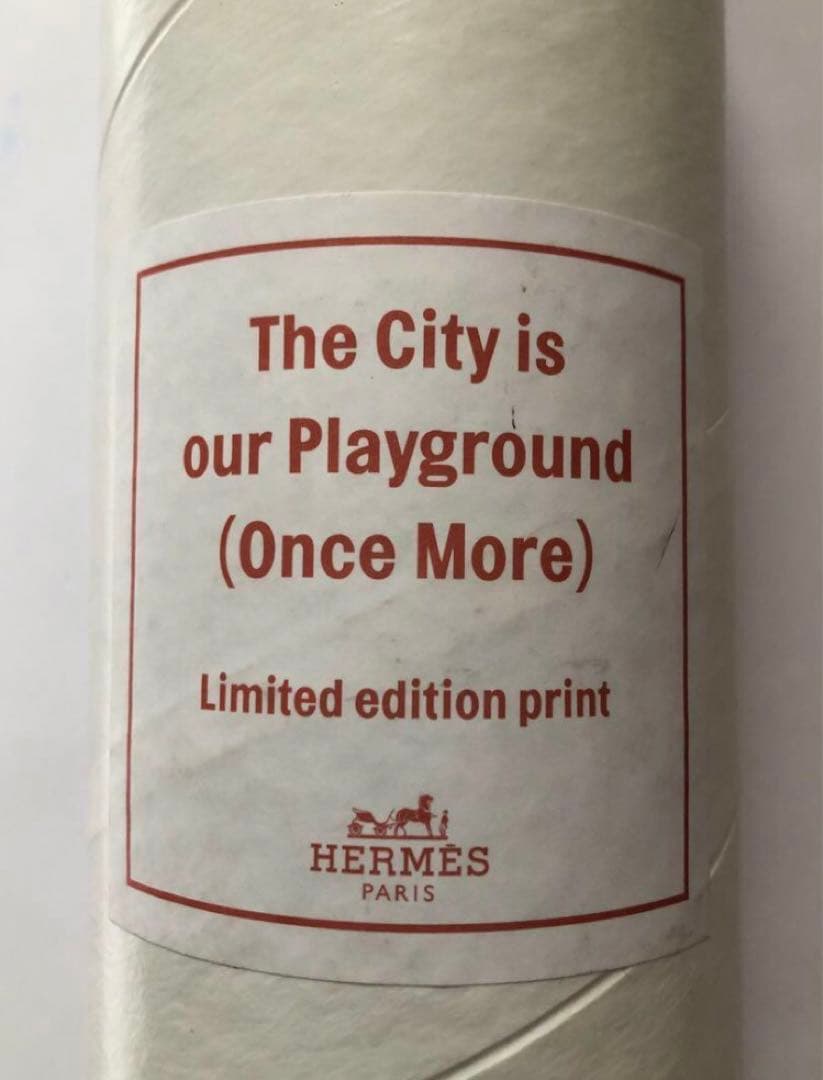 The City is
our Playground
(Once More)
Limited edition print
HERMÈS
PARIS